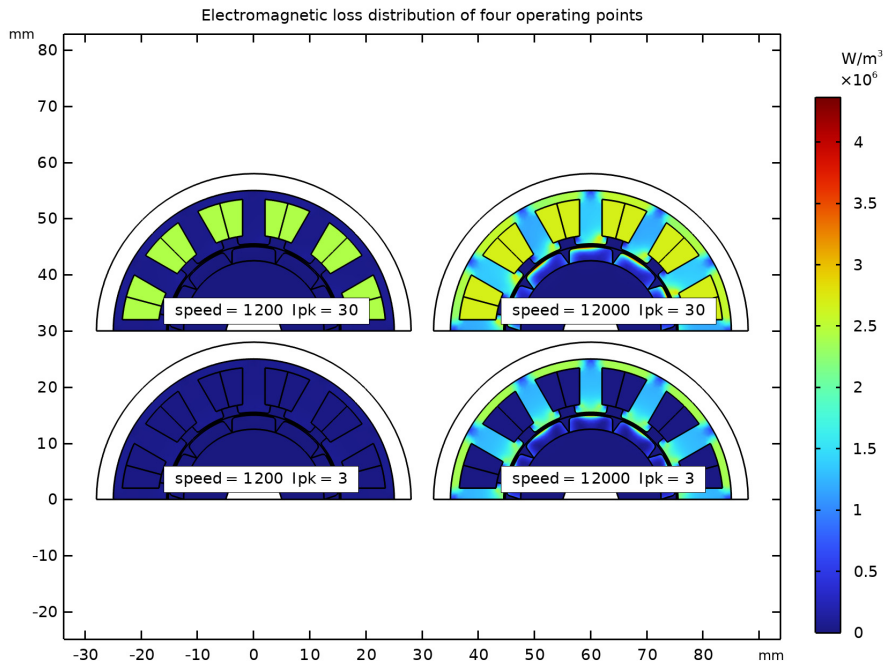 Electromagnetic loss distribution of four operating points
mm
W/m³
×10⁶
80
70
60
50
40
30
20
10
0
-10
-20
4
3.5
3
2.5
2
1.5
1
0.5
0
speed = 1200 Ipk = 30
speed = 12000 Ipk = 30
speed = 1200 Ipk = 3
speed = 12000 Ipk = 3
-30 -20 -10 0 10 20 30 40 50 60 70 80 mm